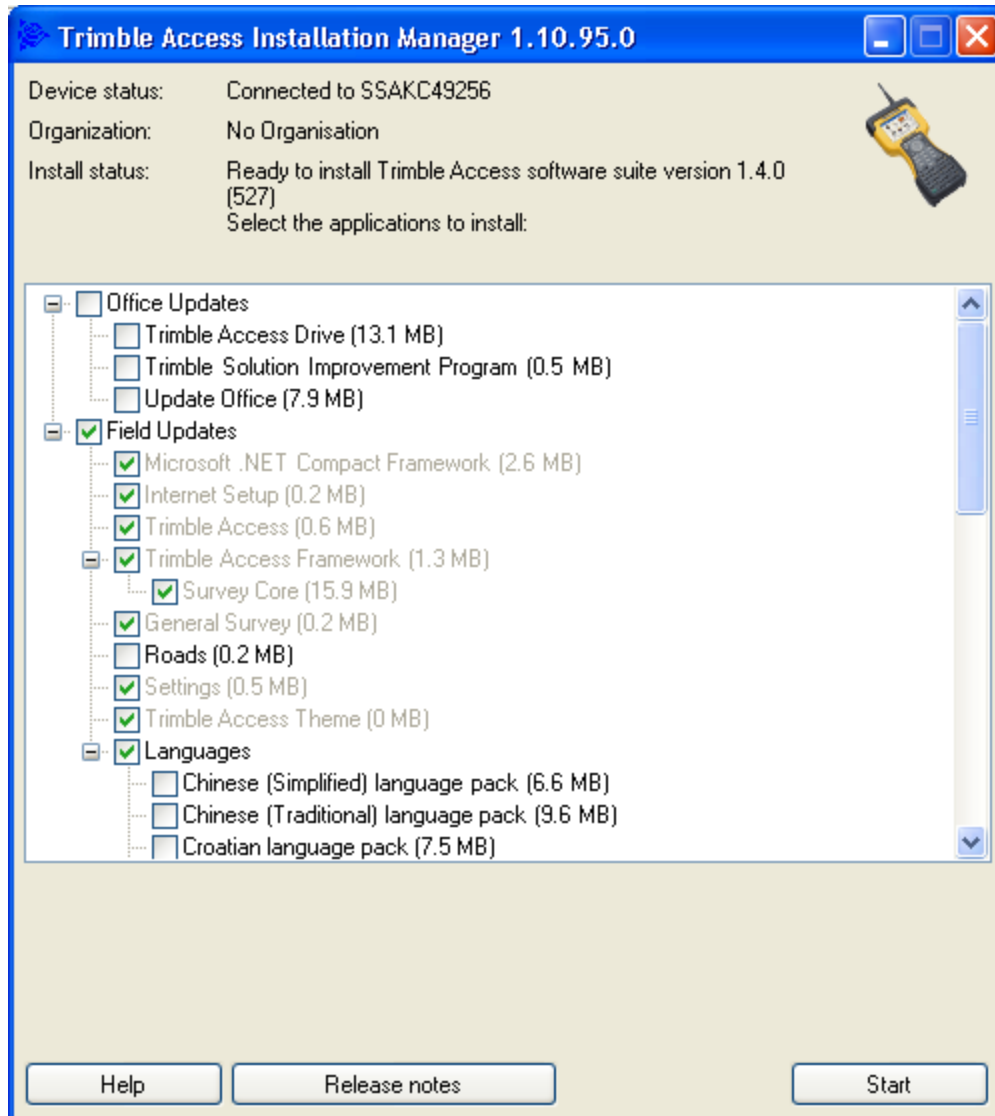 Trimble Access Installation Manager 1.10.95.0
Device status: Connected to SSAKC49256
Organization: No Organisation
Install status: Ready to install Trimble Access software suite version 1.4.0
(527)
Select the applications to install:
Office Updates
Trimble Access Drive (13.1 MB)
Trimble Solution Improvement Program (0.5 MB)
Update Office (7.9 MB)
Field Updates
Microsoft .NET Compact Framework (2.6 MB)
Internet Setup (0.2 MB)
Trimble Access (0.6 MB)
Trimble Access Framework (1.3 MB)
Survey Core (15.9 MB)
General Survey (0.2 MB)
Roads (0.2 MB)
Settings (0.5 MB)
Trimble Access Theme (0 MB)
Languages
Chinese (Simplified) language pack (6.6 MB)
Chinese (Traditional) language pack (9.6 MB)
Croatian language pack (7.5 MB)
Help Release notes Start